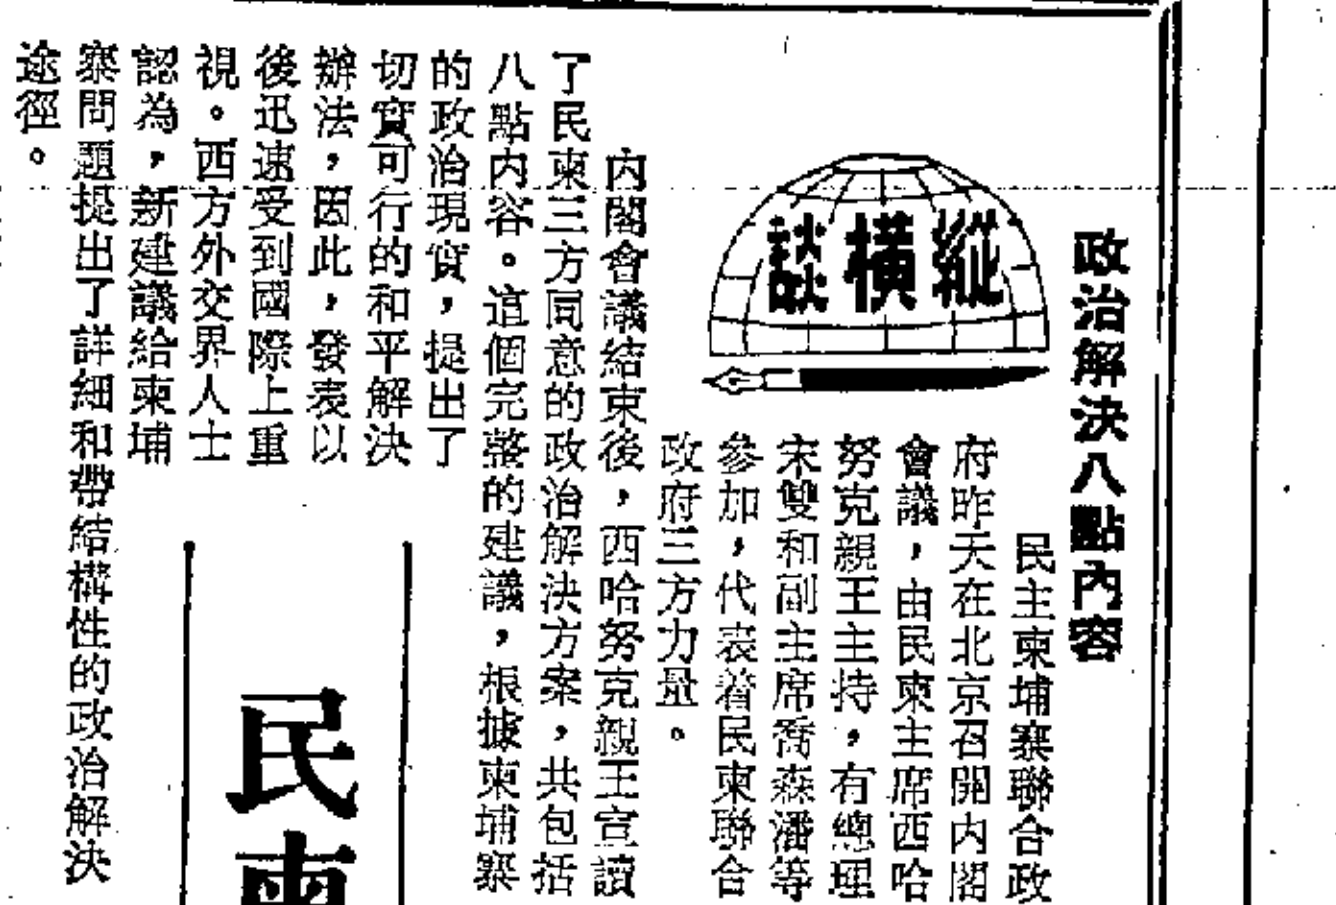 政治解決八點內容
縱橫談
民主柬埔寨聯合政
府昨天在北京召開內閣
會議，由民柬主席西哈
努克親王主持，有總理
宋雙和副主席喬森潘等
參加，代表着民柬聯合
政府三方力量。
內閣會議結束後，西哈努克親王宣讀
了民柬三方同意的政治解決方案，共包括
八點內容。這個完整的建議，根據柬埔寨
的政治現實，提出了
切實可行的和平解決
辦法，因此，發表以
後迅速受到國際上重
視。西方外交界人士
認為，新建議給柬埔
寨問題提出了詳細和帶結構性的政治解決
途徑。
民柬